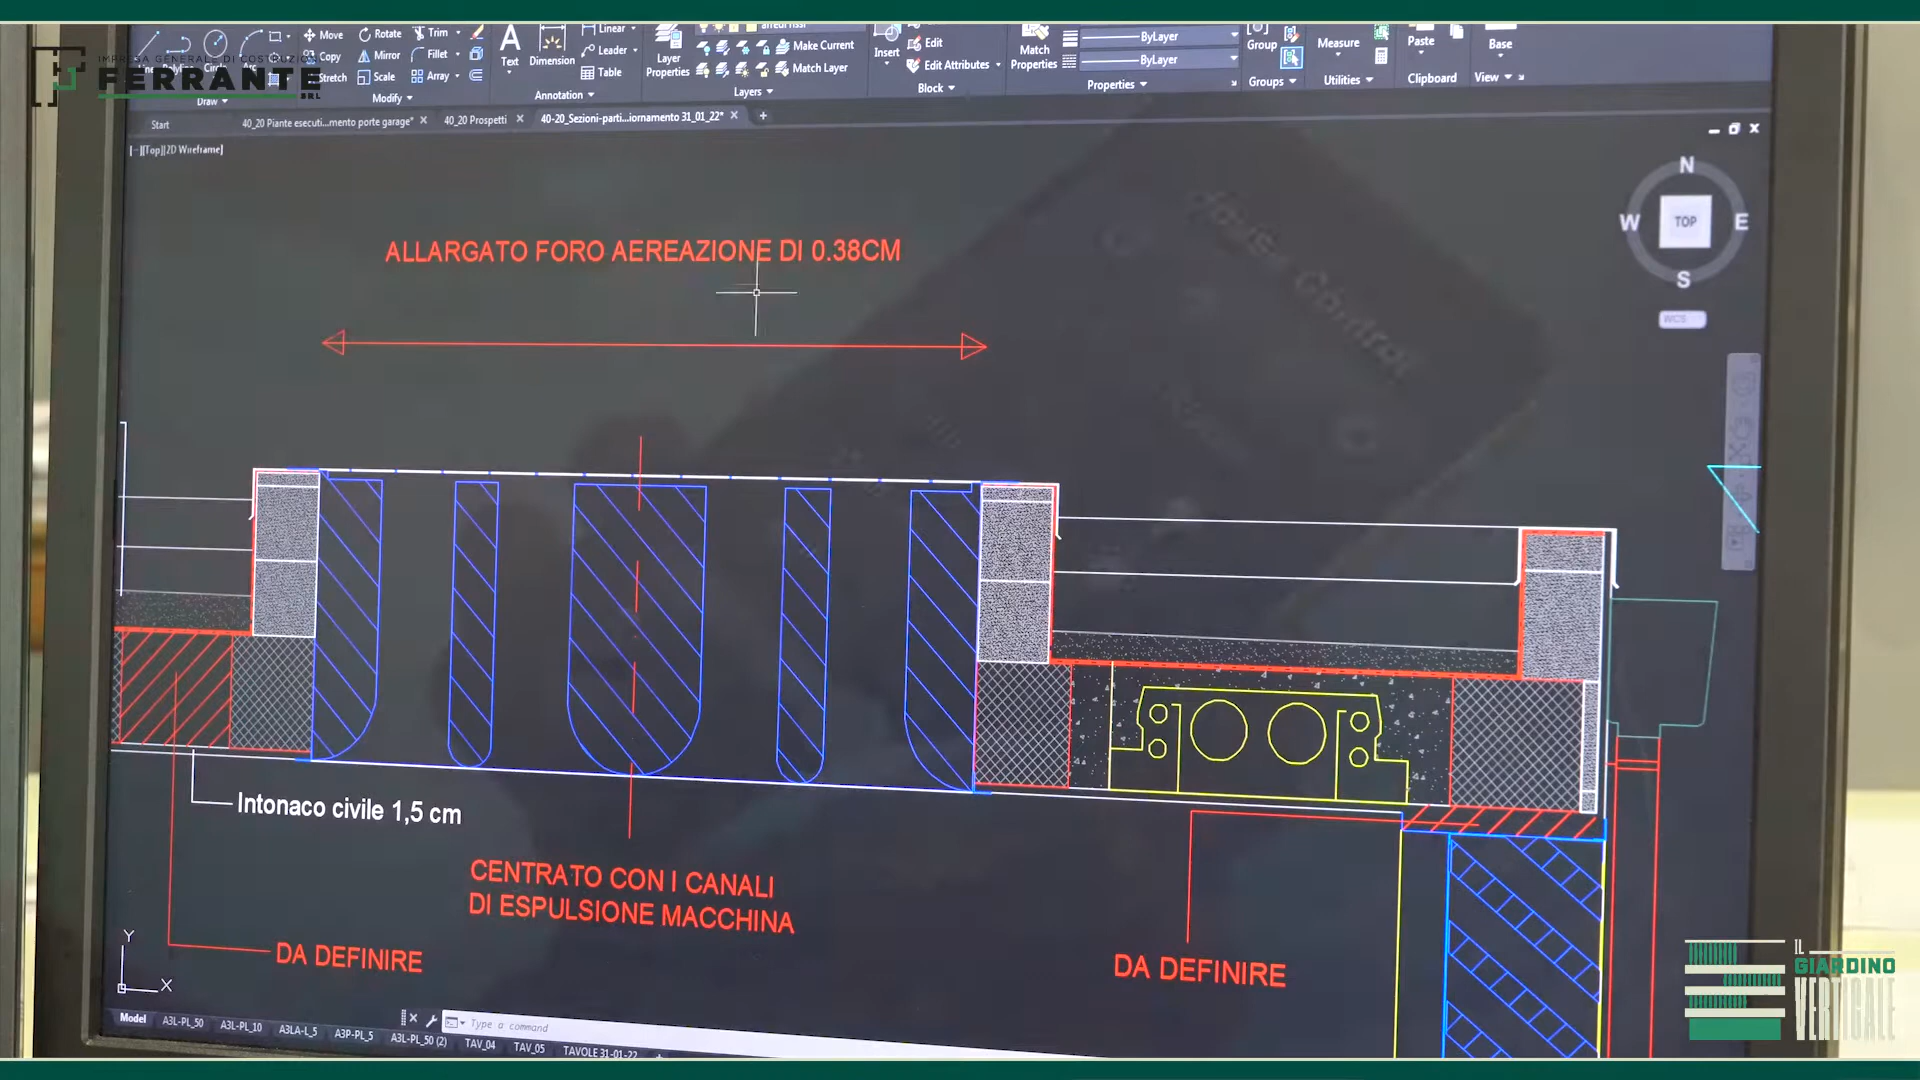 Move
Rotate
Trim
Copy
Mirror
Fillet
Stretch
Scale
Array
Draw
Modify
Text
Dimension
Linear
Leader
Table
Annotation
Layer
Properties
Make Current
Match Layer
Layers
Insert
Edit
Edit Attributes
Block
Match
Properties
ByLayer
ByLayer
Properties
Group
Groups
Measure
Utilities
Paste
Clipboard
Base
View
IMPRESA GENERALE DI COSTRUZIONI
FERRANTE
SRL
Start
40_20 Piante esecuti...mento porte garage*
40_20 Prospetti
40-20_Sezioni-parti...iornamento 31_01_22*
[-][Top][2D Wireframe]
N
W
TOP
E
S
WCS
ALLARGATO FORO AEREAZIONE DI 0.38CM
Intonaco civile 1,5 cm
CENTRATO CON I CANALI
DI ESPULSIONE MACCHINA
DA DEFINIRE
DA DEFINIRE
Y
X
Type a command
Model
A3L-PL_50
A3L-PL_10
A3LA-L_5
A3P-PL_5
A3L-PL_50 (2)
TAV_04
TAV_05
TAVOLE 31-01-22
IL
GIARDINO
VERTICALE